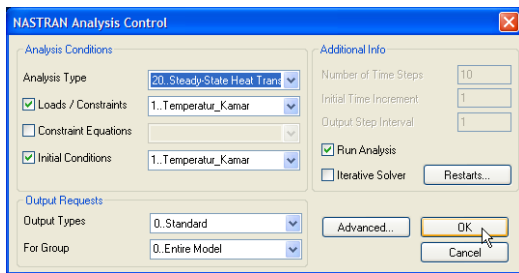 NASTRAN Analysis Control
Analysis Conditions
Analysis Type
20..Steady-State Heat Trans
Loads / Constraints
1..Temperatur_Kamar
Constraint Equations
Initial Conditions
1..Temperatur_Kamar
Output Requests
Output Types
0..Standard
For Group
0..Entire Model
Additional Info
Number of Time Steps
10
Initial Time Increment
1
Output Step Interval
1
Run Analysis
Iterative Solver
Restarts...
Advanced...
OK
Cancel